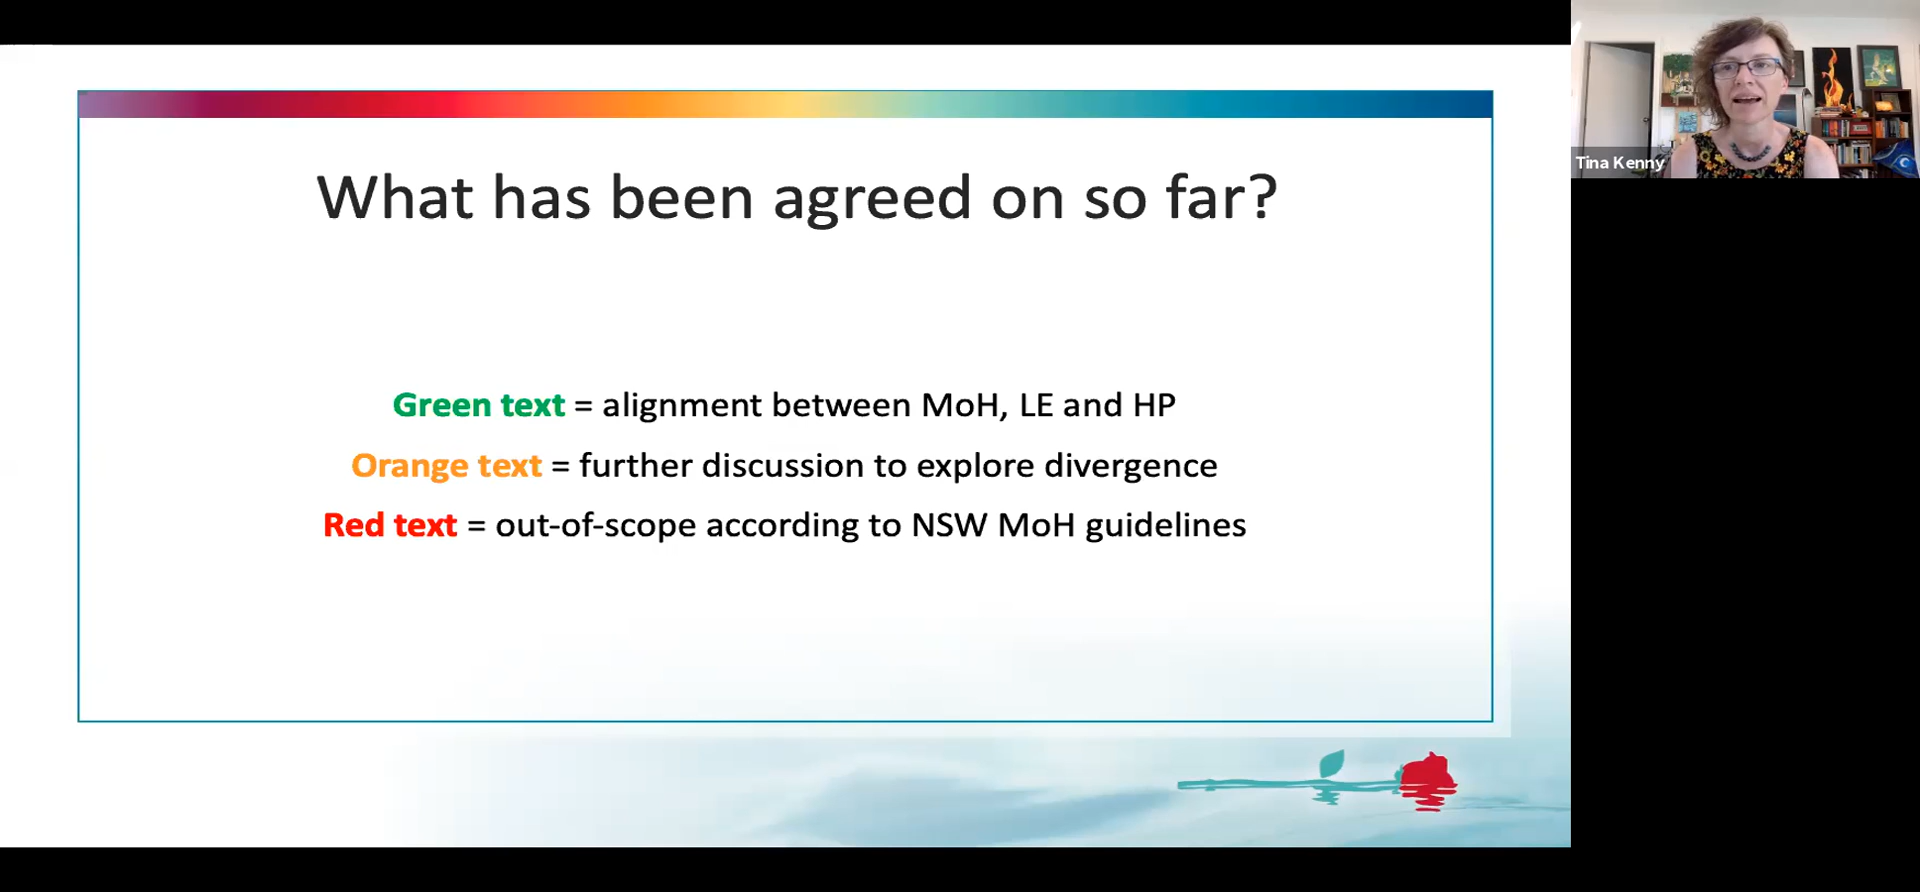 What has been agreed on so far?
Green text = alignment between MoH, LE and HP
Orange text = further discussion to explore divergence
Red text = out-of-scope according to NSW MoH guidelines
Tina Kenny